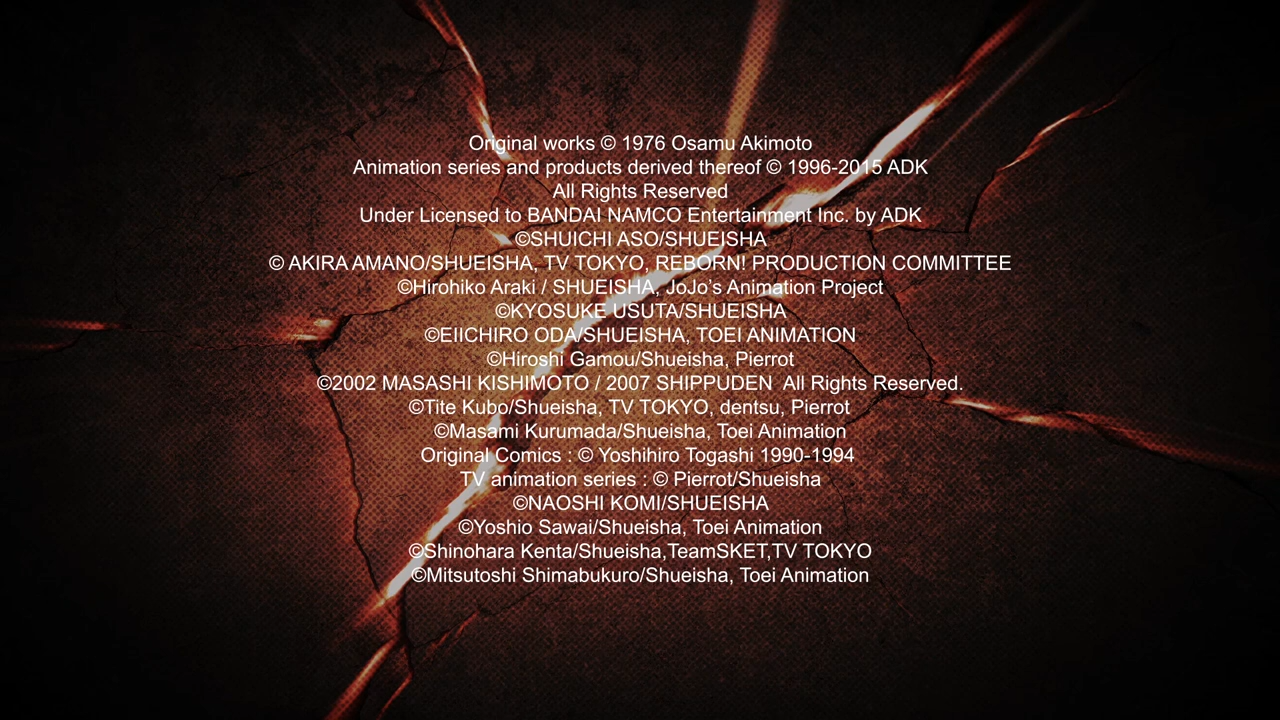 Original works © 1976 Osamu Akimoto
Animation series and products derived thereof © 1996-2015 ADK
All Rights Reserved
Under Licensed to BANDAI NAMCO Entertainment Inc. by ADK
©SHUICHI ASO/SHUEISHA
© AKIRA AMANO/SHUEISHA, TV TOKYO, REBORN! PRODUCTION COMMITTEE
©Hirohiko Araki / SHUEISHA, JoJo’s Animation Project
©KYOSUKE USUTA/SHUEISHA
©EIICHIRO ODA/SHUEISHA, TOEI ANIMATION
©Hiroshi Gamou/Shueisha, Pierrot
©2002 MASASHI KISHIMOTO / 2007 SHIPPUDEN  All Rights Reserved.
©Tite Kubo/Shueisha, TV TOKYO, dentsu, Pierrot
©Masami Kurumada/Shueisha, Toei Animation
Original Comics : © Yoshihiro Togashi 1990-1994
TV animation series : © Pierrot/Shueisha
©NAOSHI KOMI/SHUEISHA
©Yoshio Sawai/Shueisha, Toei Animation
©Shinohara Kenta/Shueisha,TeamSKET,TV TOKYO
©Mitsutoshi Shimabukuro/Shueisha, Toei Animation